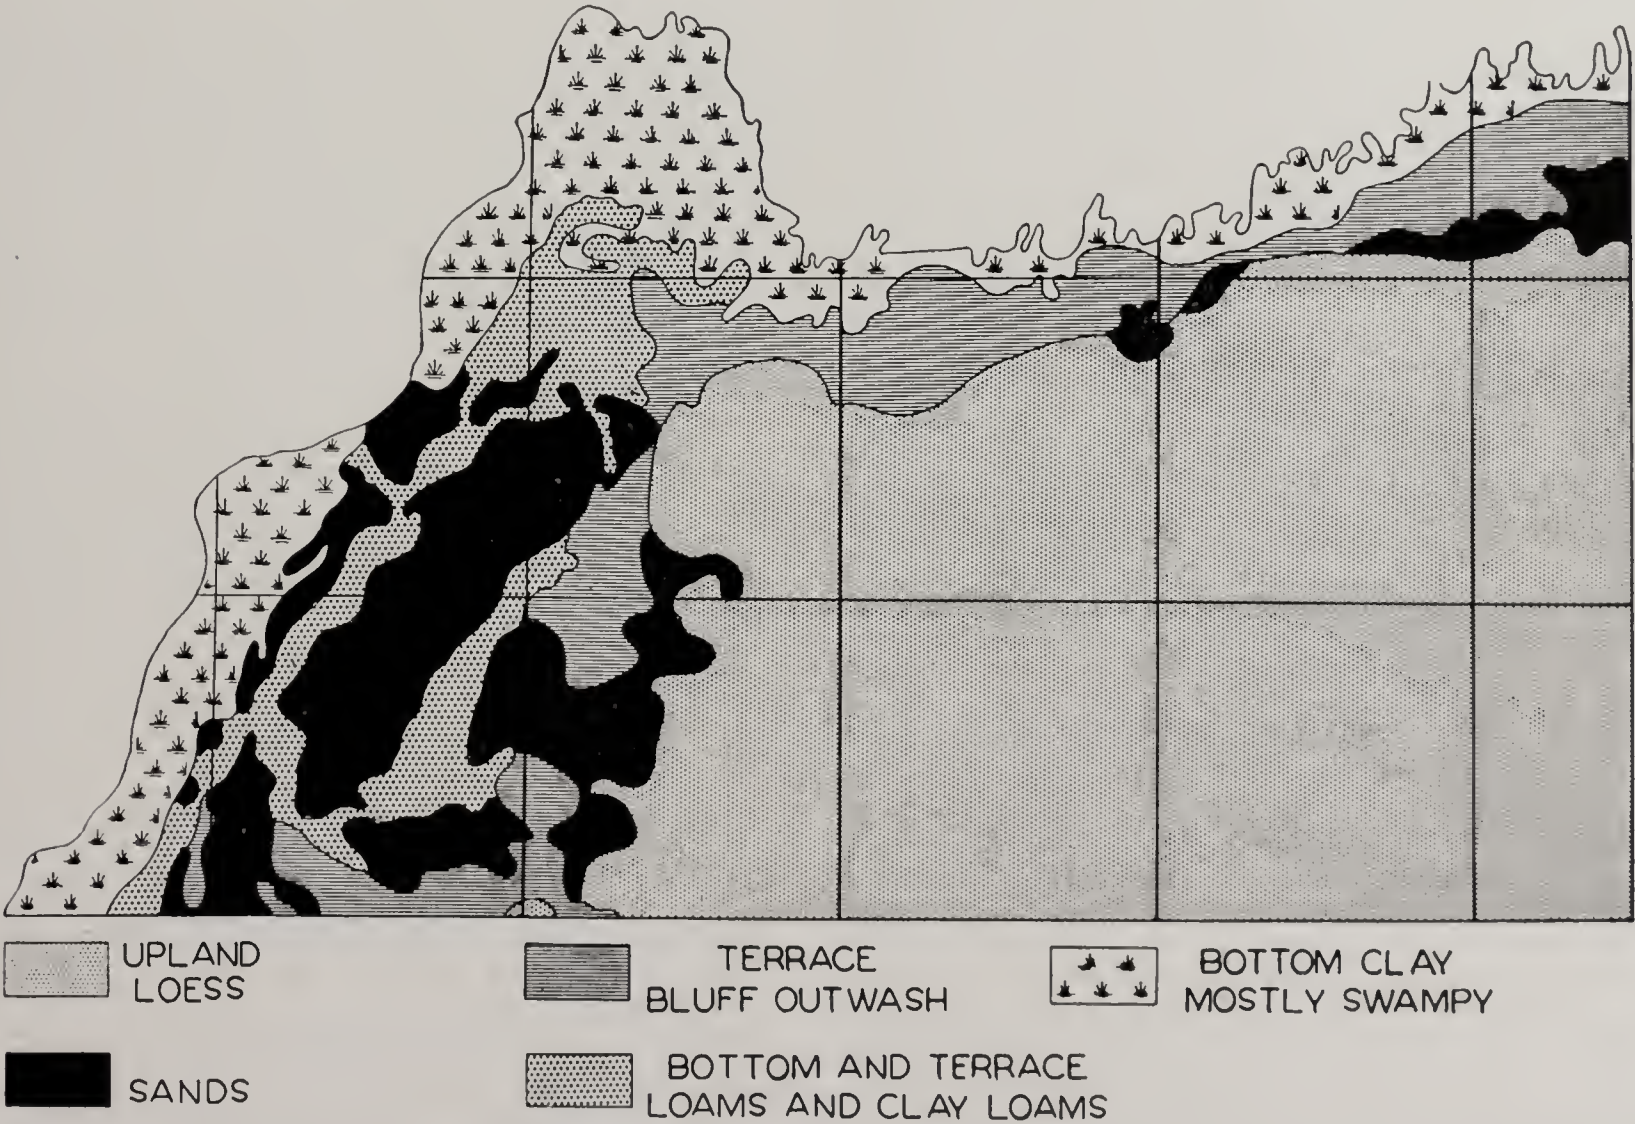 UPLAND
LOESS
TERRACE
BLUFF OUTWASH
BOTTOM CLAY
MOSTLY SWAMPY
SANDS
BOTTOM AND TERRACE
LOAMS AND CLAY LOAMS